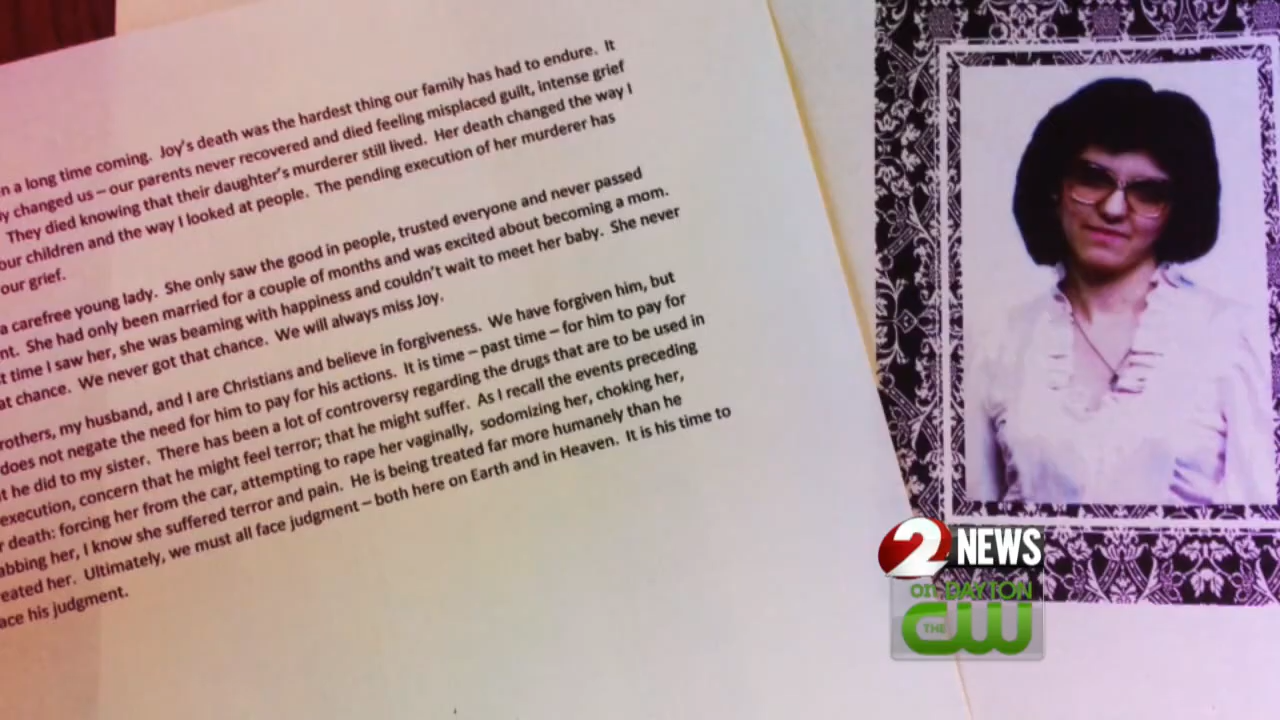 n a long time coming. Joy's death was the hardest thing our family has had to endure. It
ly changed us – our parents never recovered and died feeling misplaced guilt, intense grief
They died knowing that their daughter's murderer still lived. Her death changed the way I
our children and the way I looked at people. The pending execution of her murderer has
our grief.
a carefree young lady. She only saw the good in people, trusted everyone and never passed
nt. She had only been married for a couple of months and was excited about becoming a mom.
t time I saw her, she was beaming with happiness and couldn't wait to meet her baby. She never
at chance. We never got that chance. We will always miss Joy.
rothers, my husband, and I are Christians and believe in forgiveness. We have forgiven him, but
does not negate the need for him to pay for his actions. It is time – past time – for him to pay for
t he did to my sister. There has been a lot of controversy regarding the drugs that are to be used in
execution, concern that he might feel terror; that he might suffer. As I recall the events preceding
r death: forcing her from the car, attempting to rape her vaginally, sodomizing her, choking her,
abbing her, I know she suffered terror and pain. He is being treated far more humanely than he
eated her. Ultimately, we must all face judgment – both here on Earth and in Heaven. It is his time to
ace his judgment.
2 NEWS
on DAYTON
THE CW